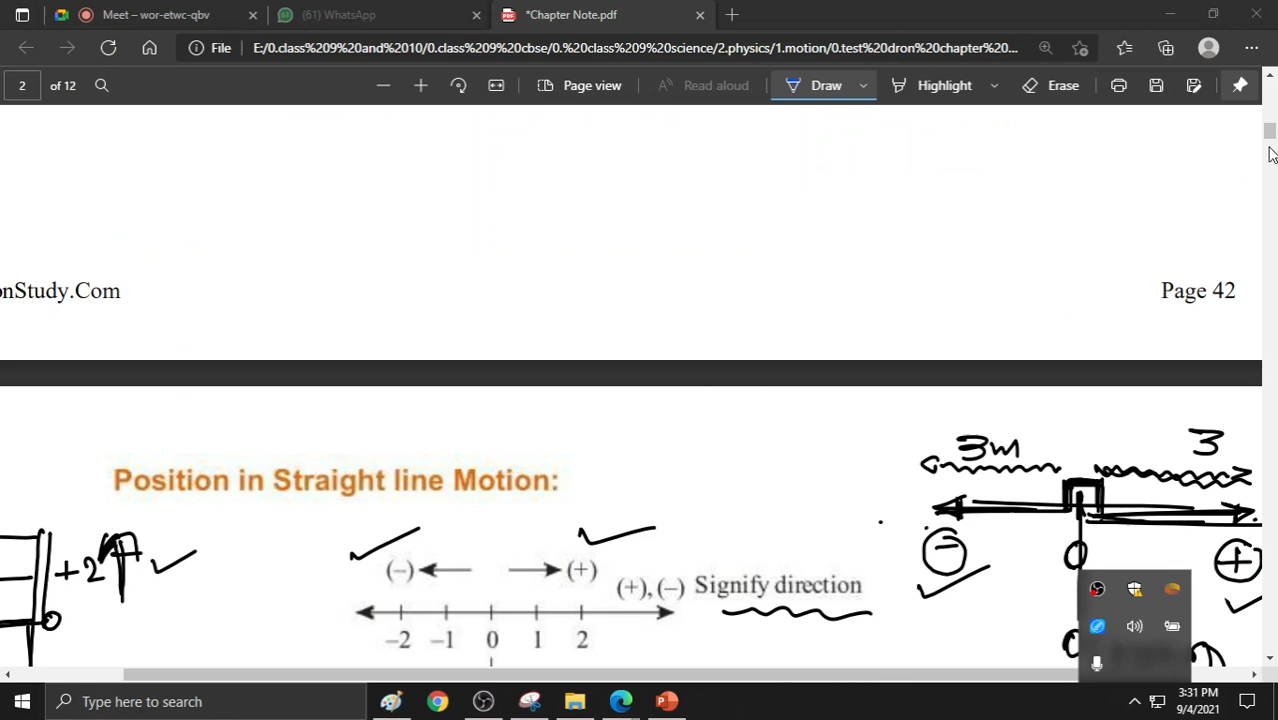 Meet – wor-etwc-qbv
(61) WhatsApp
*Chapter Note.pdf
File
E:/0.class%209%20and%2010/0.class%209%20cbse/0.%20class%209%20science/2.physics/1.motion/0.test%20dron%20chapter%20...
2 of 12
Page view
Read aloud
Draw
Highlight
Erase
onStudy.Com
Page 42
Position in Straight line Motion:
3m
3
+2
(–)
(+)
(+), (–) Signify direction
–
0
+
–2 –1 0 1 2
0
Type here to search
3:31 PM
9/4/2021